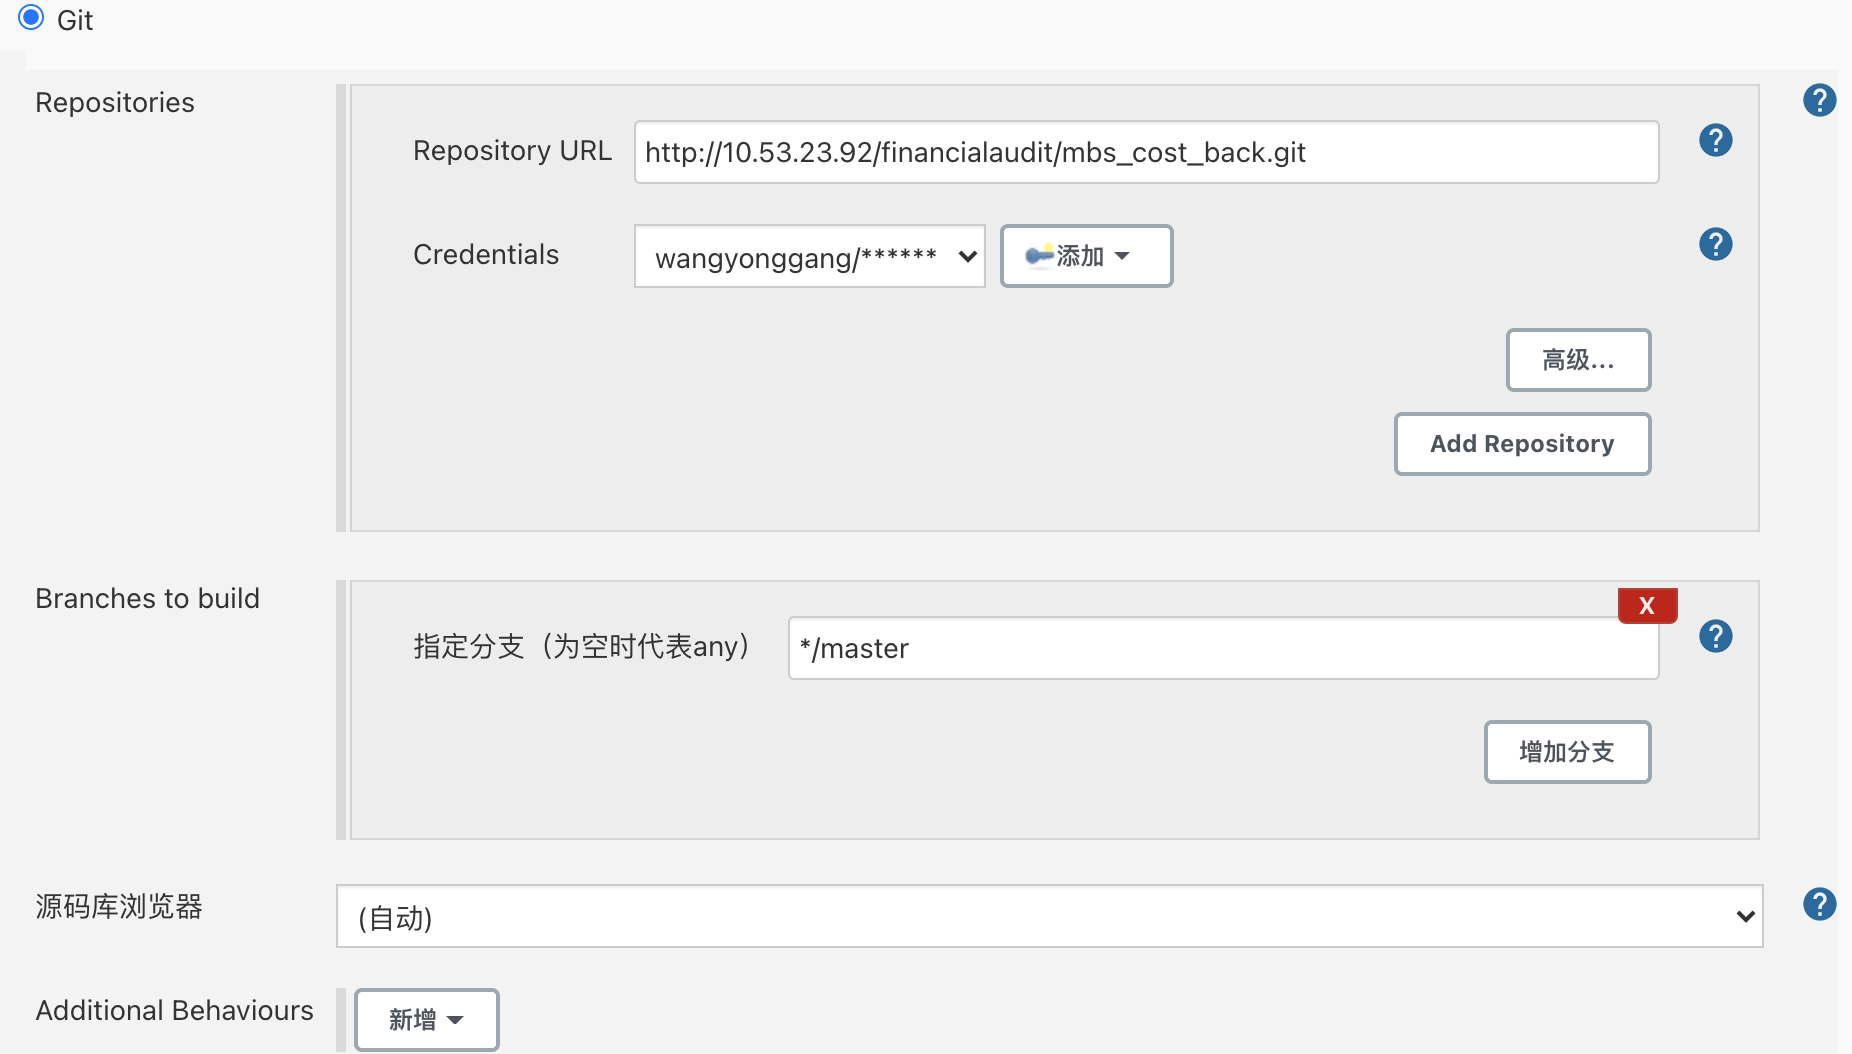 Git
Repositories
Repository URL
http://10.53.23.92/financialaudit/mbs_cost_back.git
Credentials
wangyonggang/******
添加
高级...
Add Repository
Branches to build
X
指定分支（为空时代表any）
*/master
增加分支
源码库浏览器
(自动)
Additional Behaviours
新增